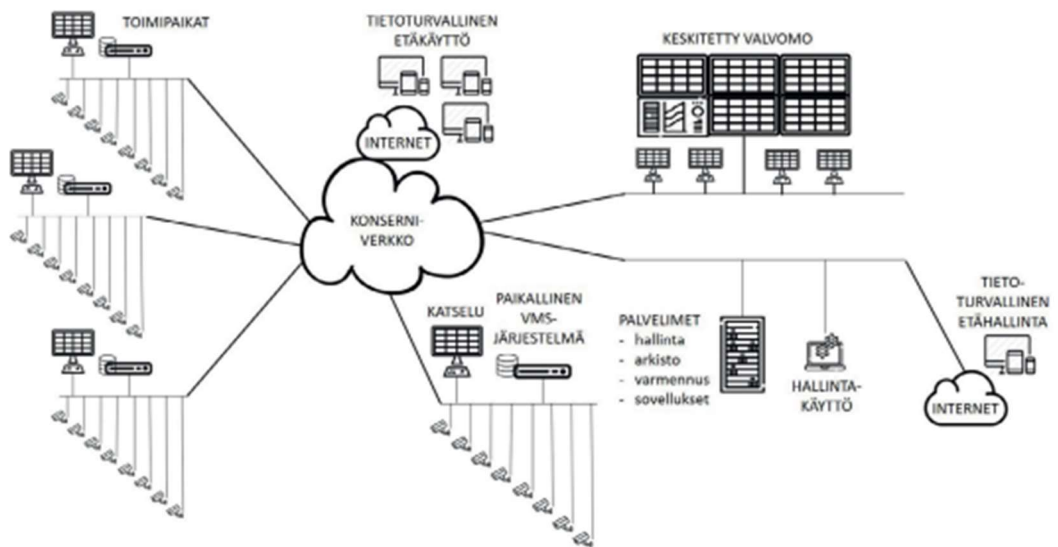 TOIMIPAIKAT
TIETOTURVALLINEN
ETÄKÄYTTÖ
INTERNET
KESKITETTY VALVOMO
KONSERNI-
VERKKO
KATSELU
PAIKALLINEN
VMS-
JÄRJESTELMÄ
PALVELIMET
- hallinta
- arkisto
- varmennus
- sovellukset
HALLINTA-
KÄYTTÖ
TIETO-
TURVALLINEN
ETÄHALLINTA
INTERNET